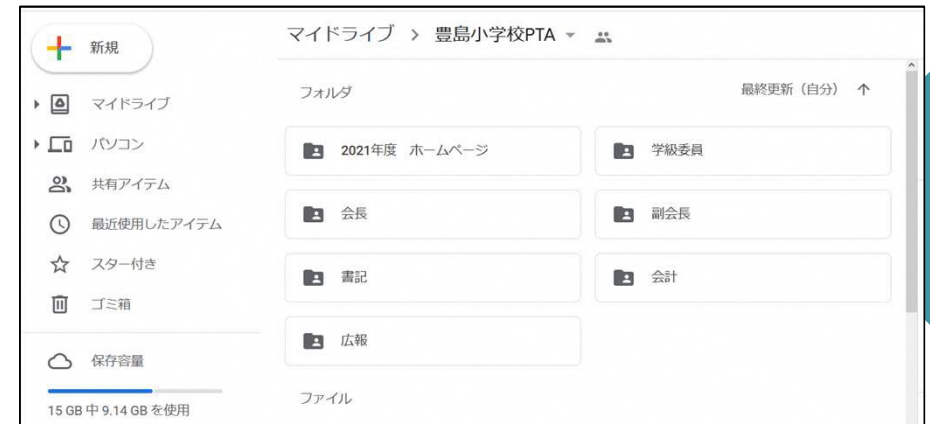 新規
マイドライブ
パソコン
共有アイテム
最近使用したアイテム
スター付き
ゴミ箱
保存容量
15 GB 中 9.14 GB を使用
マイドライブ > 豊島小学校PTA
フォルダ
最終更新（自分）
2021年度 ホームページ
学級委員
会長
副会長
書記
会計
広報
ファイル